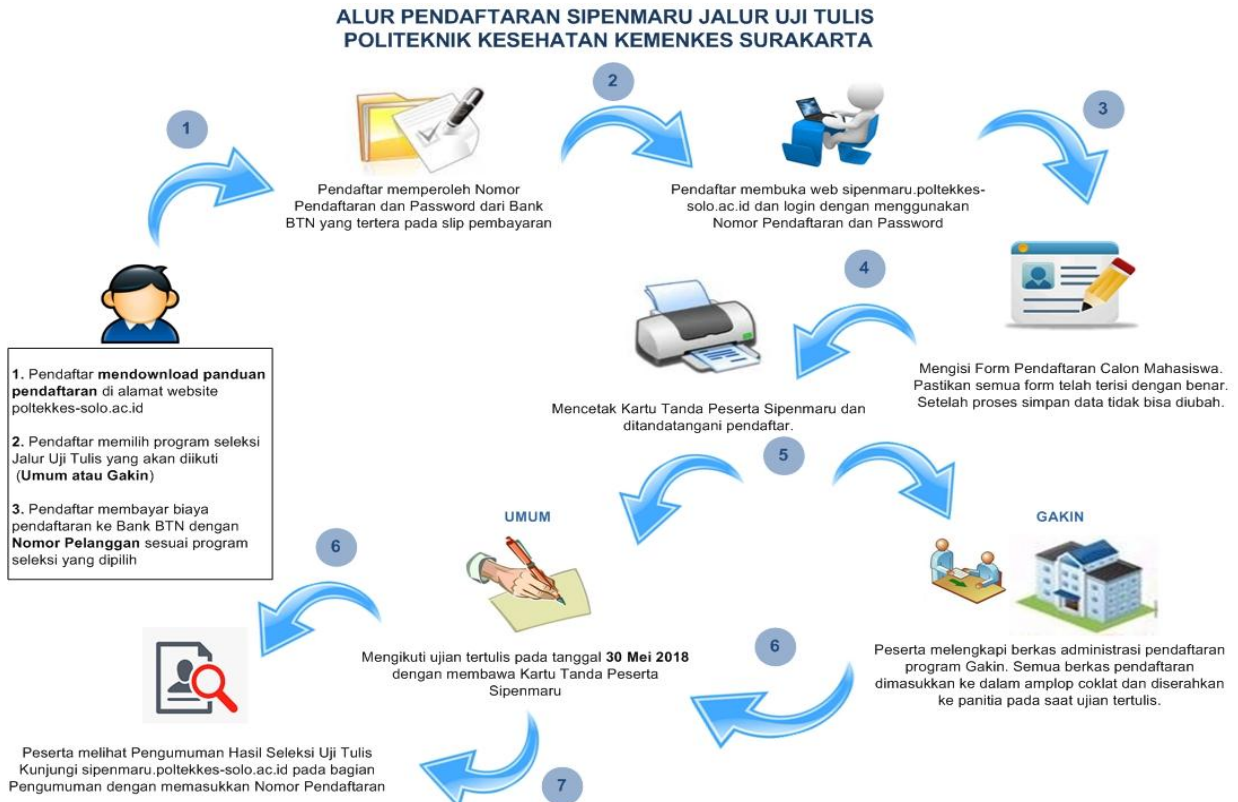 ALUR PENDAFTARAN SIPENMARU JALUR UJI TULIS
POLITEKNIK KESEHATAN KEMENKES SURAKARTA
1
Pendaftar memperoleh Nomor
Pendaftaran dan Password dari Bank
BTN yang tertera pada slip pembayaran
2
Pendaftar membuka web sipenmaru.poltekkes-
solo.ac.id dan login dengan menggunakan
Nomor Pendaftaran dan Password
3
1. Pendaftar mendownload panduan
pendaftaran di alamat website
poltekkes-solo.ac.id
2. Pendaftar memilih program seleksi
Jalur Uji Tulis yang akan diikuti
(Umum atau Gakin)
3. Pendaftar membayar biaya
pendaftaran ke Bank BTN dengan
Nomor Pelanggan sesuai program
seleksi yang dipilih
Mengisi Form Pendaftaran Calon Mahasiswa.
Pastikan semua form telah terisi dengan benar.
Setelah proses simpan data tidak bisa diubah.
4
Mencetak Kartu Tanda Peserta Sipenmaru dan
ditandatangani pendaftar.
5
UMUM
Mengikuti ujian tertulis pada tanggal 30 Mei 2018
dengan membawa Kartu Tanda Peserta
Sipenmaru
GAKIN
Peserta melengkapi berkas administrasi pendaftaran
program Gakin. Semua berkas pendaftaran
dimasukkan ke dalam amplop coklat dan diserahkan
ke panitia pada saat ujian tertulis.
6
6
7
Peserta melihat Pengumuman Hasil Seleksi Uji Tulis
Kunjungi sipenmaru.poltekkes-solo.ac.id pada bagian
Pengumuman dengan memasukkan Nomor Pendaftaran